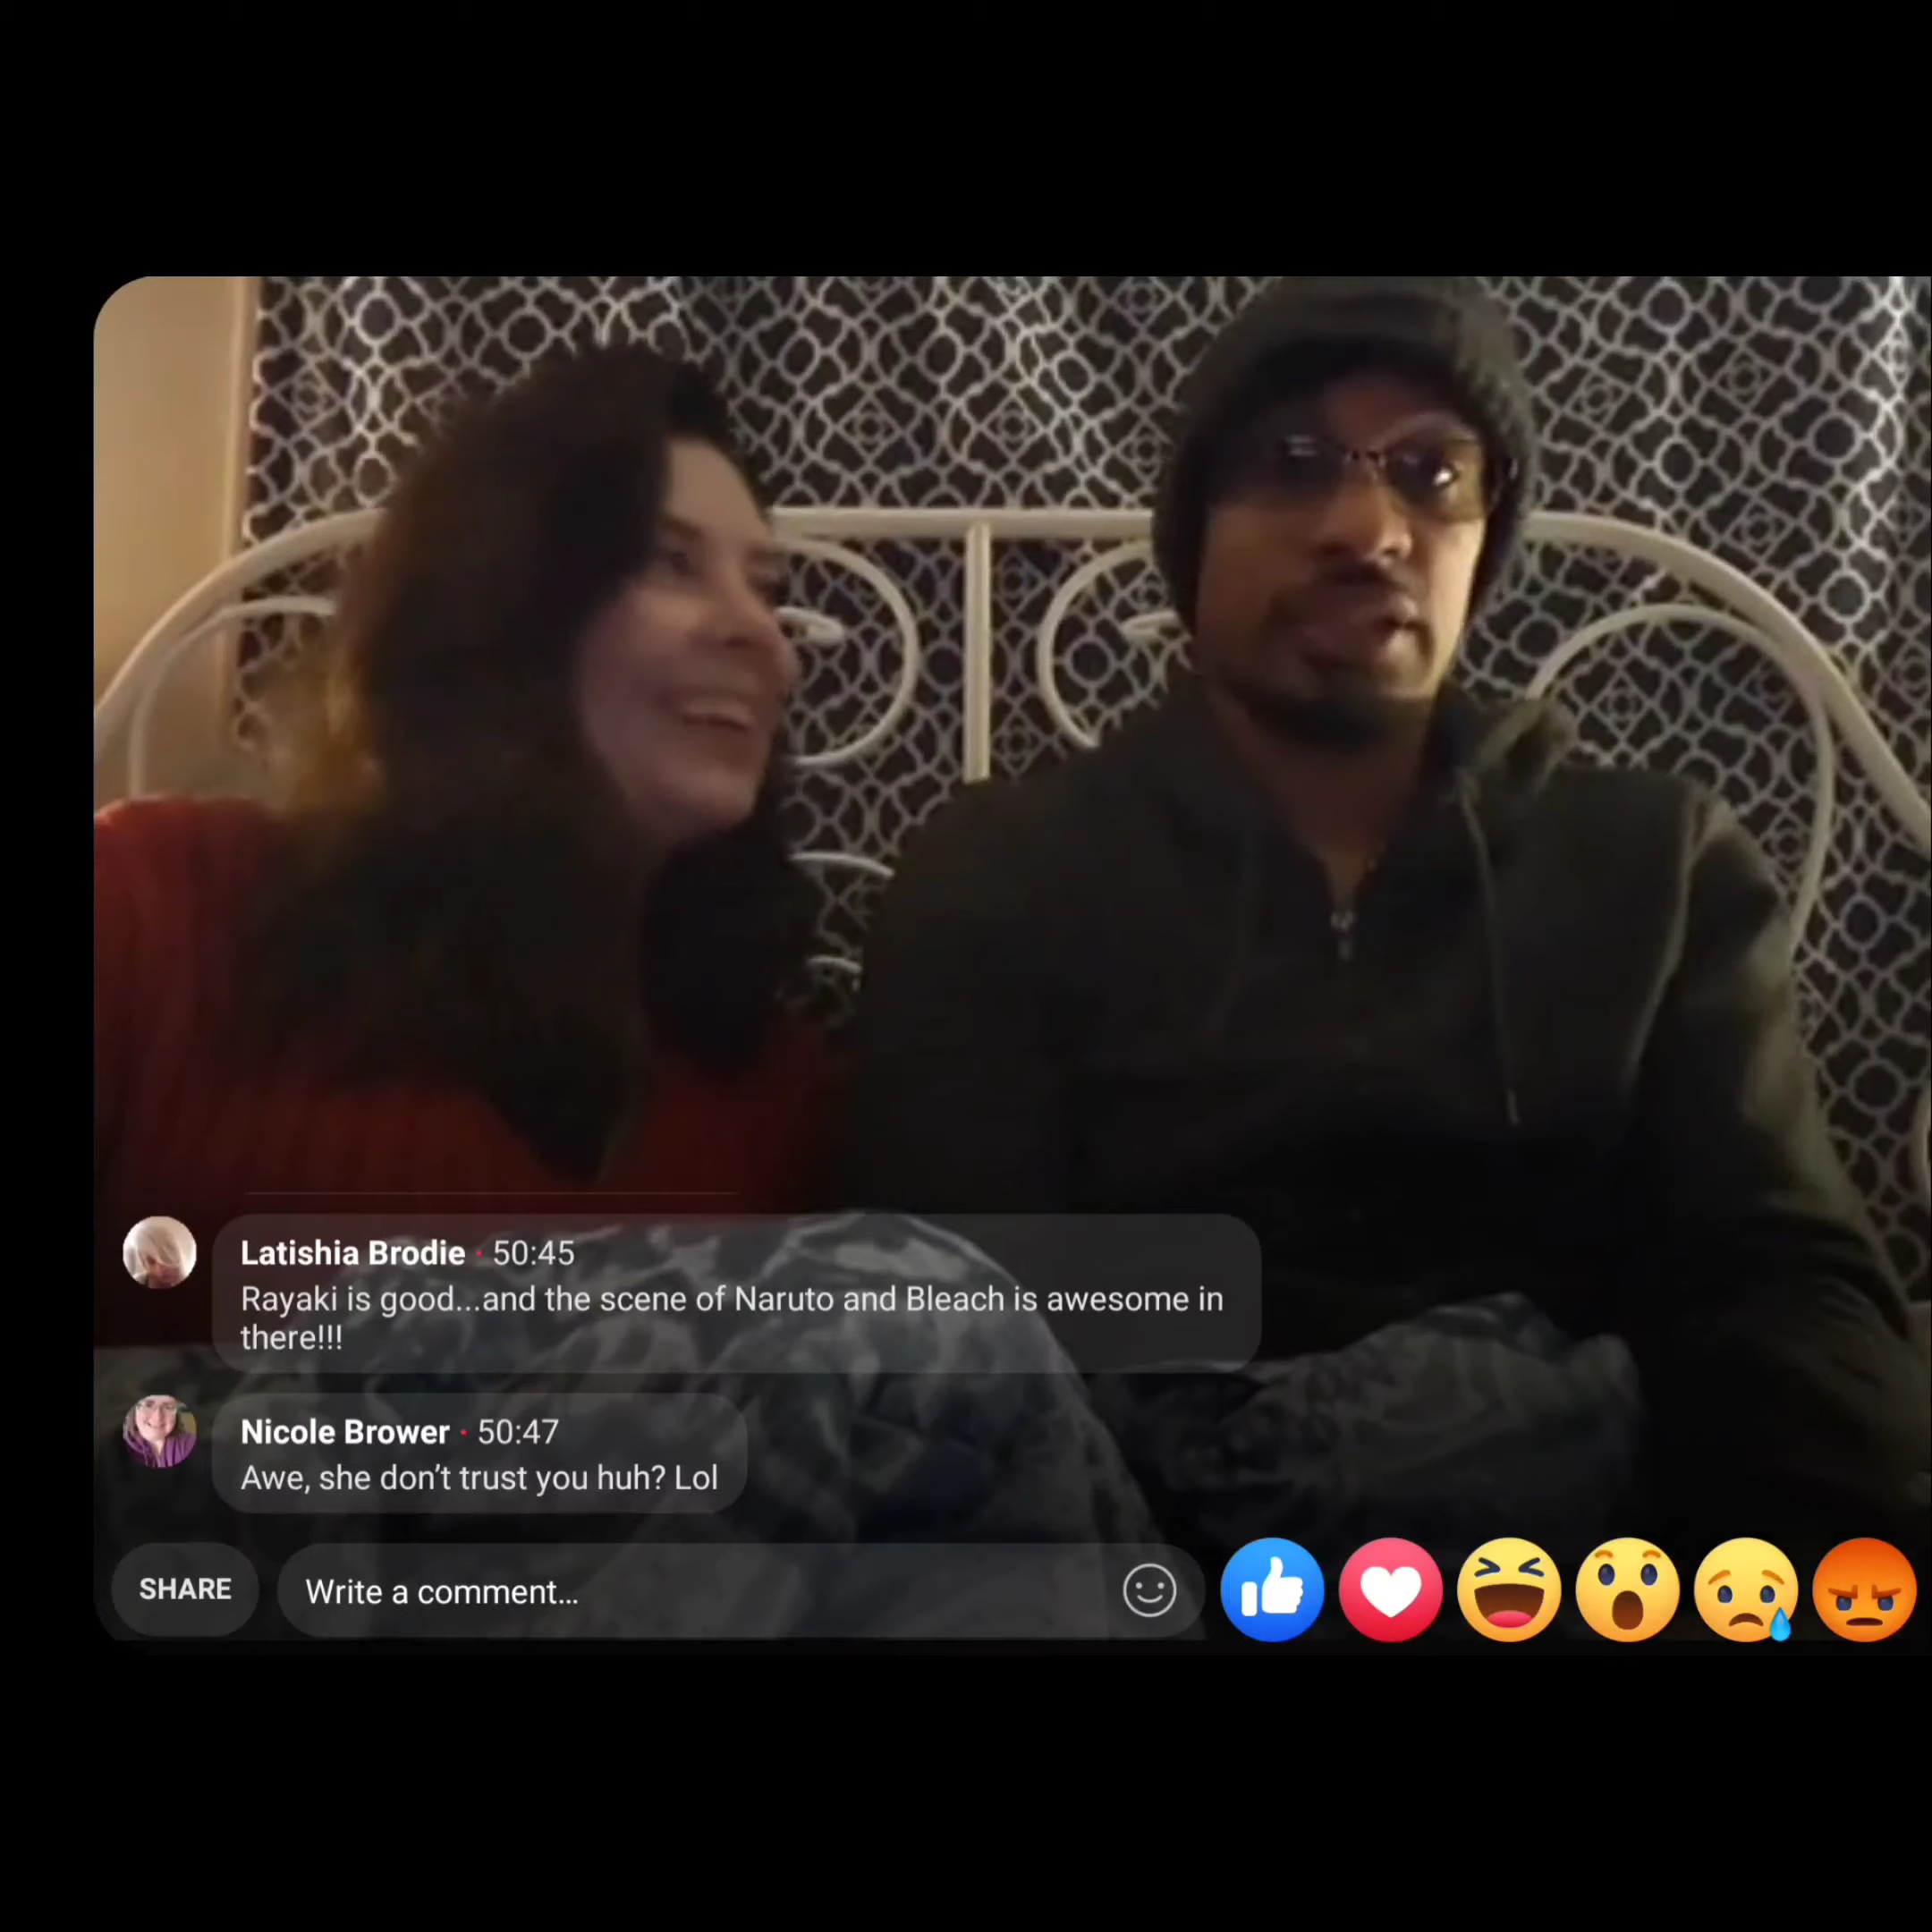 Latishia Brodie · 50:45
Rayaki is good...and the scene of Naruto and Bleach is awesome in
there!!!
Nicole Brower · 50:47
Awe, she don't trust you huh? Lol
SHARE
Write a comment...